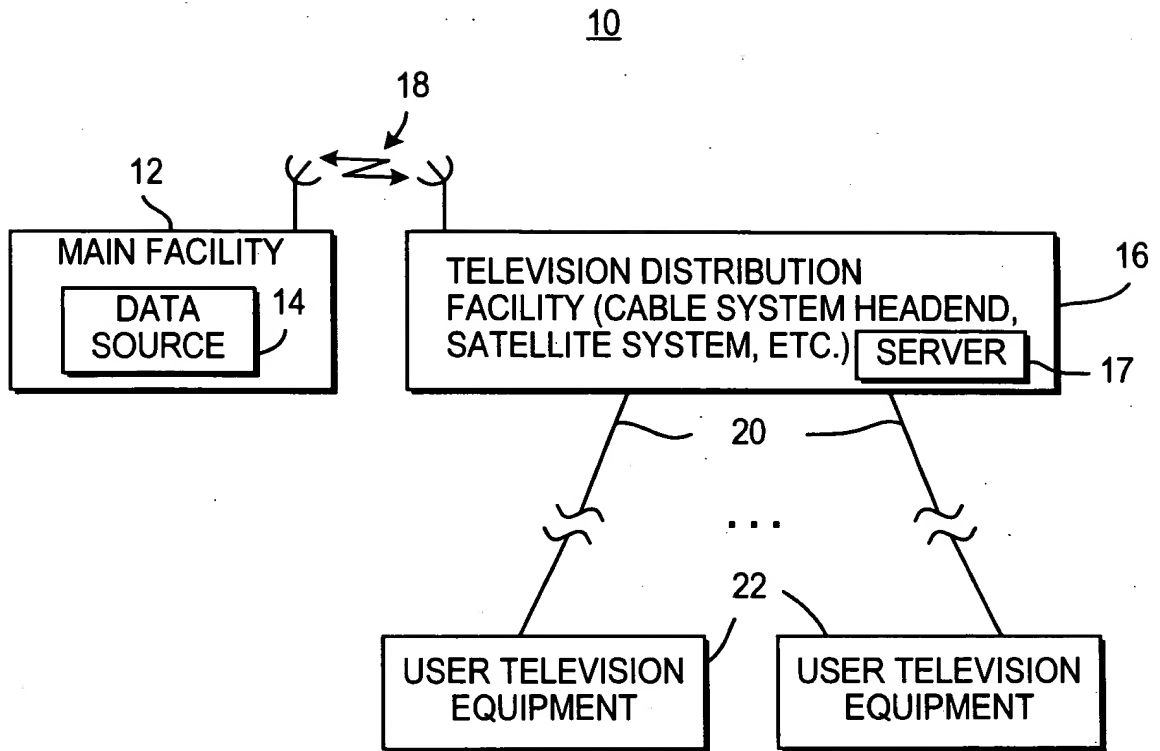 10
18
12
MAIN FACILITY
DATA
SOURCE
14
TELEVISION DISTRIBUTION
FACILITY (CABLE SYSTEM HEADEND,
SATELLITE SYSTEM, ETC.)
SERVER
16
17
20
...
22
USER TELEVISION
EQUIPMENT
USER TELEVISION
EQUIPMENT